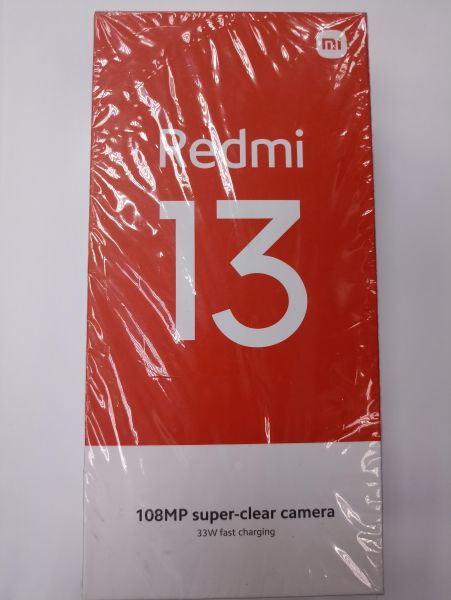 mi
Redmi
13
108MP super-clear camera
33W fast charging